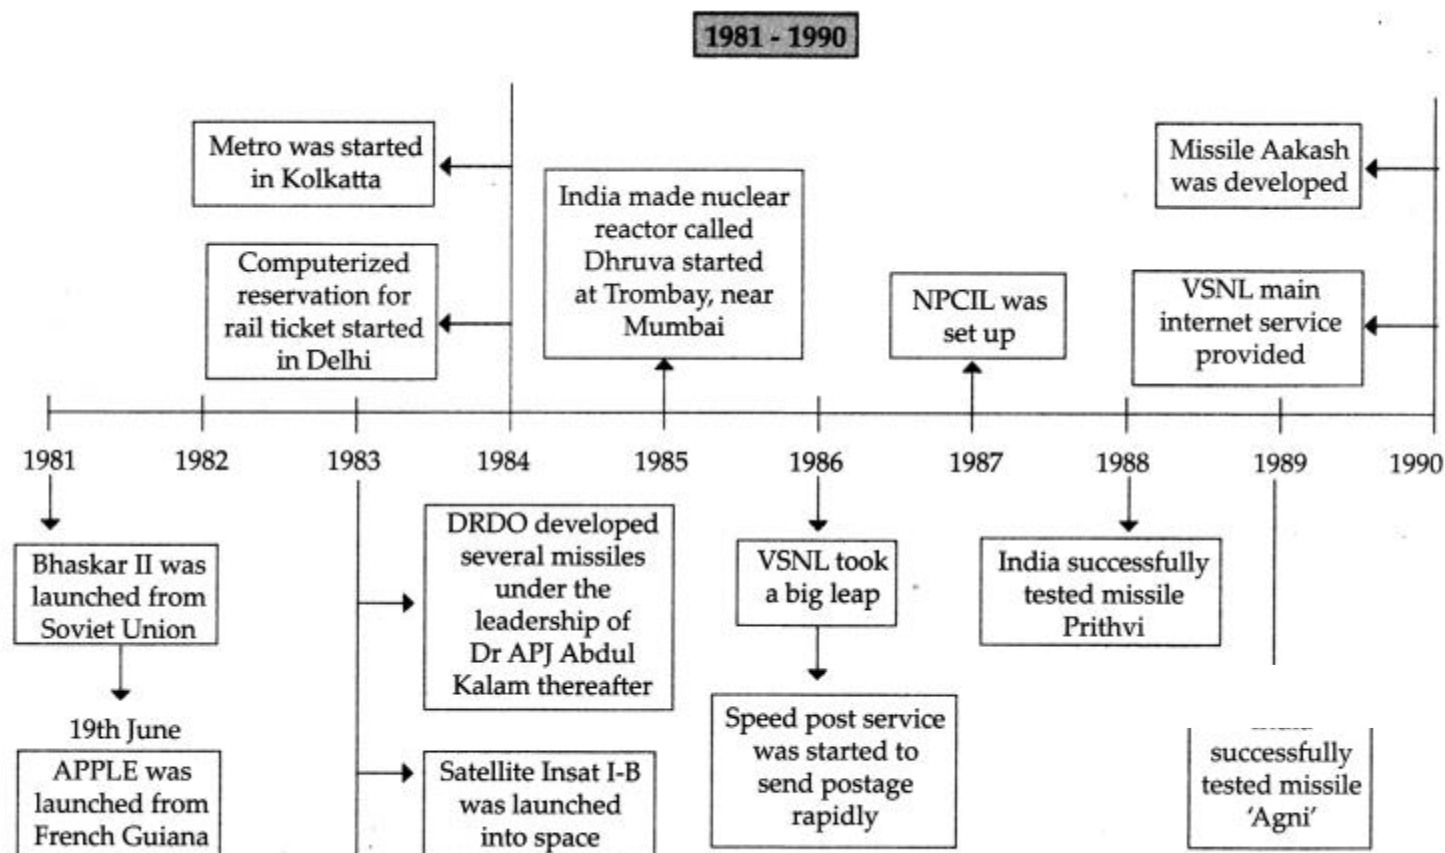 1981 - 1990
Metro was started
in Kolkatta
Computerized
reservation for
rail ticket started
in Delhi
India made nuclear
reactor called
Dhruva started
at Trombay, near
Mumbai
NPCIL was
set up
Missile Aakash
was developed
VSNL main
internet service
provided
1981
1982
1983
1984
1985
1986
1987
1988
1989
1990
Bhaskar II was
launched from
Soviet Union
19th June
APPLE was
launched from
French Guiana
DRDO developed
several missiles
under the
leadership of
Dr APJ Abdul
Kalam thereafter
Satellite Insat I-B
was launched
into space
VSNL took
a big leap
Speed post service
was started to
send postage
rapidly
India successfully
tested missile
Prithvi
successfully
tested missile
'Agni'